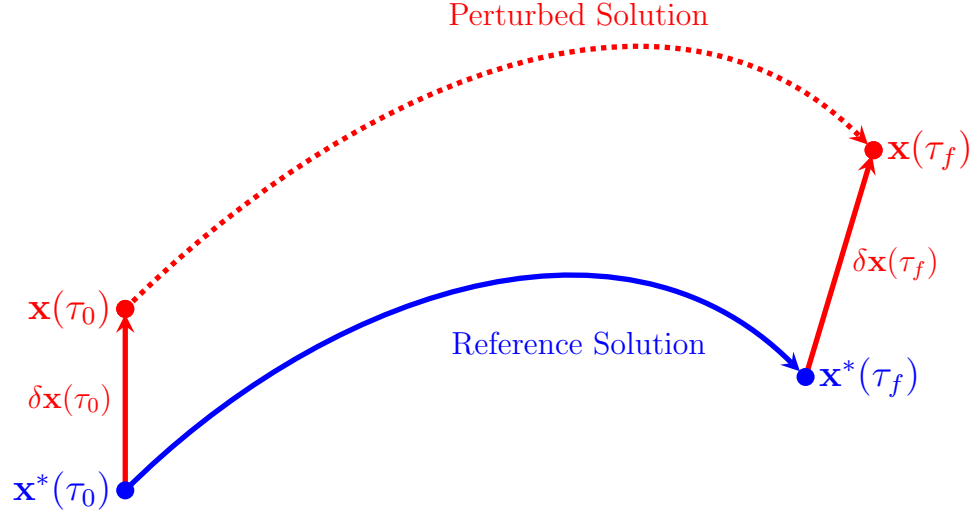 Perturbed Solution
x(τ_f)
δx(τ_f)
x(τ_0)
Reference Solution
x*(τ_f)
δx(τ_0)
x*(τ_0)